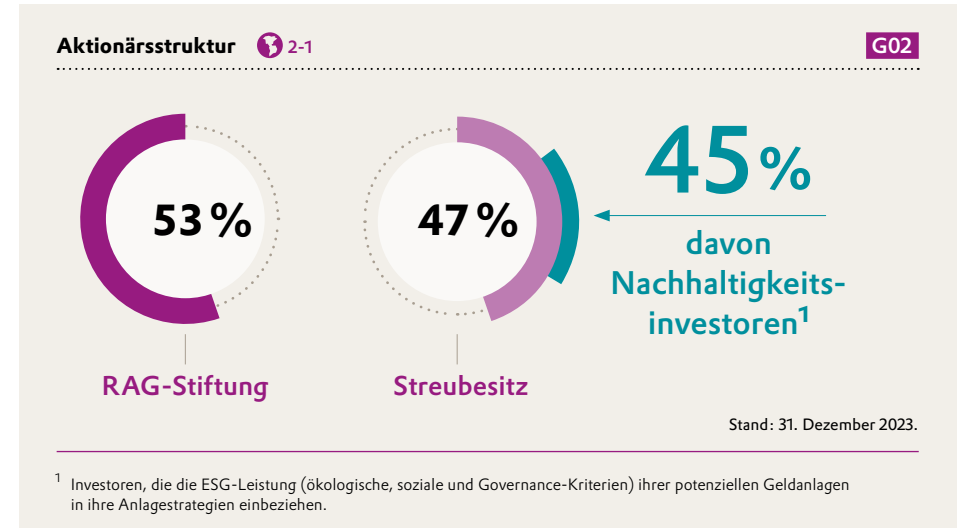 Aktionärsstruktur 2-1 G02
53 %
47 %
45 %
davon
Nachhaltigkeits-
investoren¹
RAG-Stiftung
Streubesitz
Stand: 31. Dezember 2023.
¹ Investoren, die die ESG-Leistung (ökologische, soziale und Governance-Kriterien) ihrer potenziellen Geldanlagen
in ihre Anlagestrategien einbeziehen.